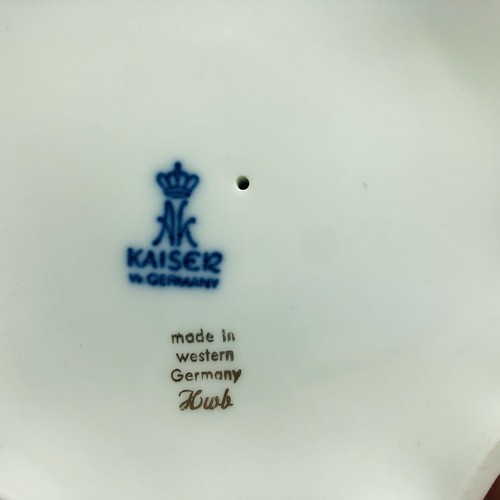 AK
KAISER
W. GERMANY
made in
western
Germany
Hwb